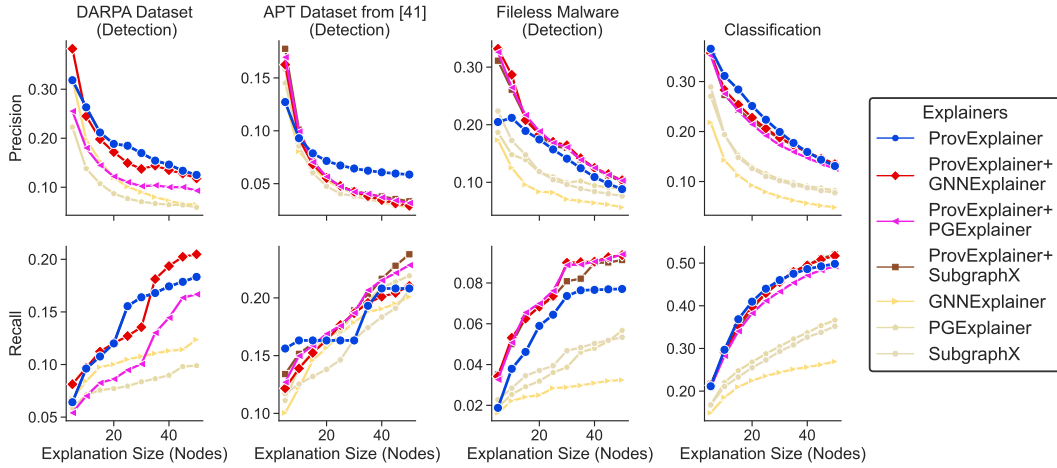 DARPA Dataset
(Detection)
APT Dataset from [41]
(Detection)
Fileless Malware
(Detection)
Classification
Precision
0.30
0.20
0.10
0.15
0.10
0.05
0.30
0.20
0.10
0.30
0.20
0.10
Recall
0.20
0.15
0.10
0.05
0.20
0.15
0.10
0.08
0.06
0.04
0.02
0.50
0.40
0.30
0.20
20 40
20 40
20 40
20 40
Explanation Size (Nodes)
Explanation Size (Nodes)
Explanation Size (Nodes)
Explanation Size (Nodes)
Explainers
ProvExplainer
ProvExplainer+
GNNExplainer
ProvExplainer+
PGExplainer
ProvExplainer+
SubgraphX
GNNExplainer
PGExplainer
SubgraphX